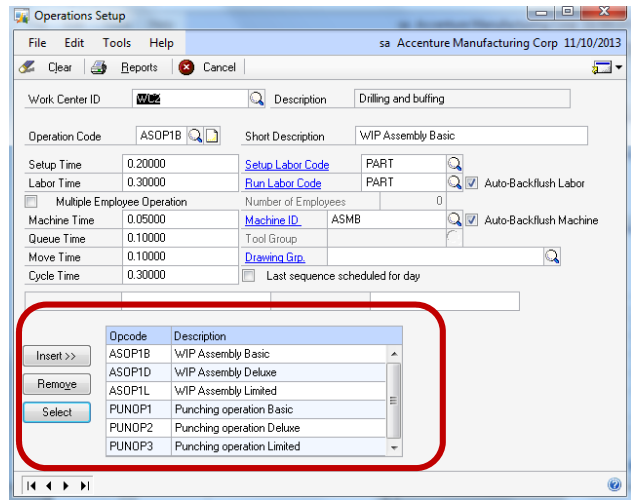 Operations Setup
File Edit Tools Help sa Accenture Manufacturing Corp 11/10/2013
Clear Reports Cancel
Work Center ID WC2 Description Drilling and buffing
Operation Code ASOP1B Short Description WIP Assembly Basic
Setup Time 0.20000 Setup Labor Code PART
Labor Time 0.30000 Run Labor Code PART Auto-Backflush Labor
Multiple Employee Operation Number of Employees 0
Machine Time 0.05000 Machine ID ASMB Auto-Backflush Machine
Queue Time 0.10000 Tool Group
Move Time 0.10000 Drawing Grp.
Cycle Time 0.30000 Last sequence scheduled for day
Opcode Description
Insert >> ASOP1B WIP Assembly Basic
ASOP1D WIP Assembly Deluxe
Remove ASOP1L WIP Assembly Limited
Select PUNOP1 Punching operation Basic
PUNOP2 Punching operation Deluxe
PUNOP3 Punching operation Limited